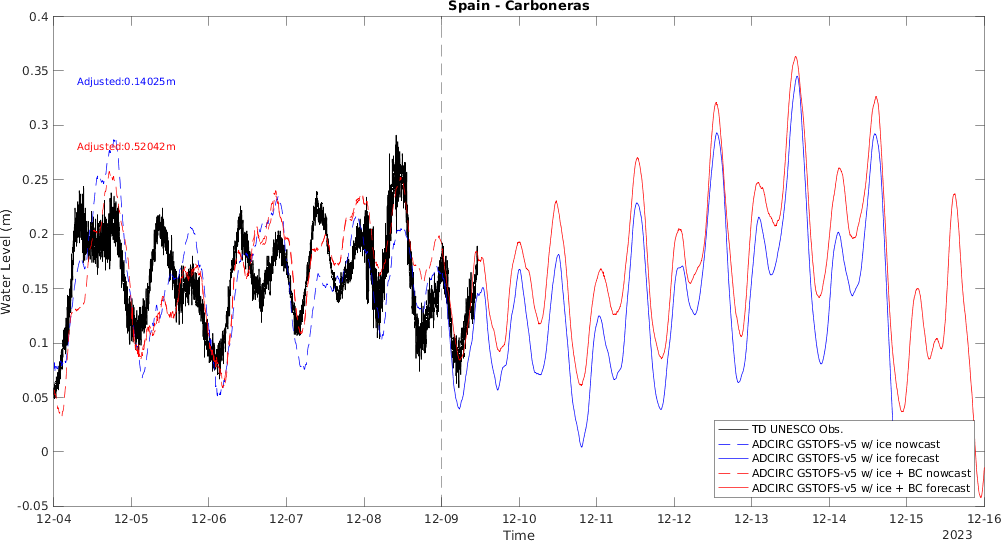 Spain - Carboneras
0.4
0.35
0.3
0.25
0.2
0.15
0.1
0.05
0
-0.05
Water Level (m)
Adjusted:0.14025m
Adjusted:0.52042m
TD UNESCO Obs.
ADCIRC GSTOFS-v5 w/ ice nowcast
ADCIRC GSTOFS-v5 w/ ice forecast
ADCIRC GSTOFS-v5 w/ ice + BC nowcast
ADCIRC GSTOFS-v5 w/ ice + BC forecast
12-04 12-05 12-06 12-07 12-08 12-09 12-10 12-11 12-12 12-13 12-14 12-15 12-16
Time
2023